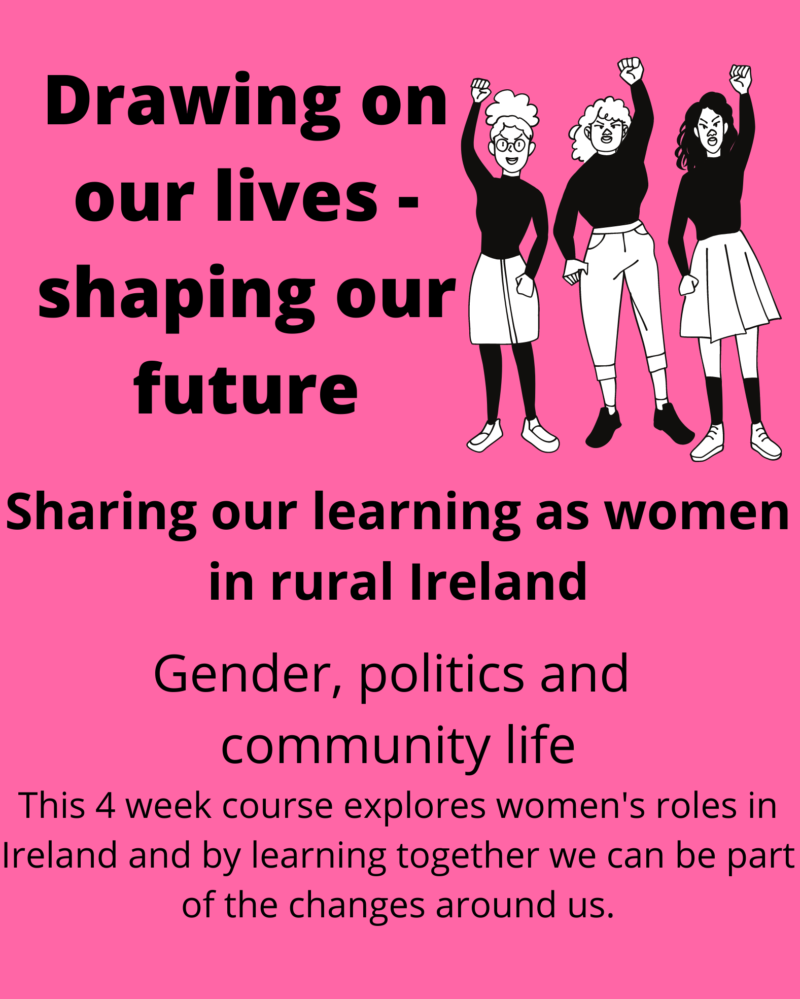 Drawing on
our lives -
shaping our
future
Sharing our learning as women
in rural Ireland
Gender, politics and
community life
This 4 week course explores women's roles in
Ireland and by learning together we can be part
of the changes around us.